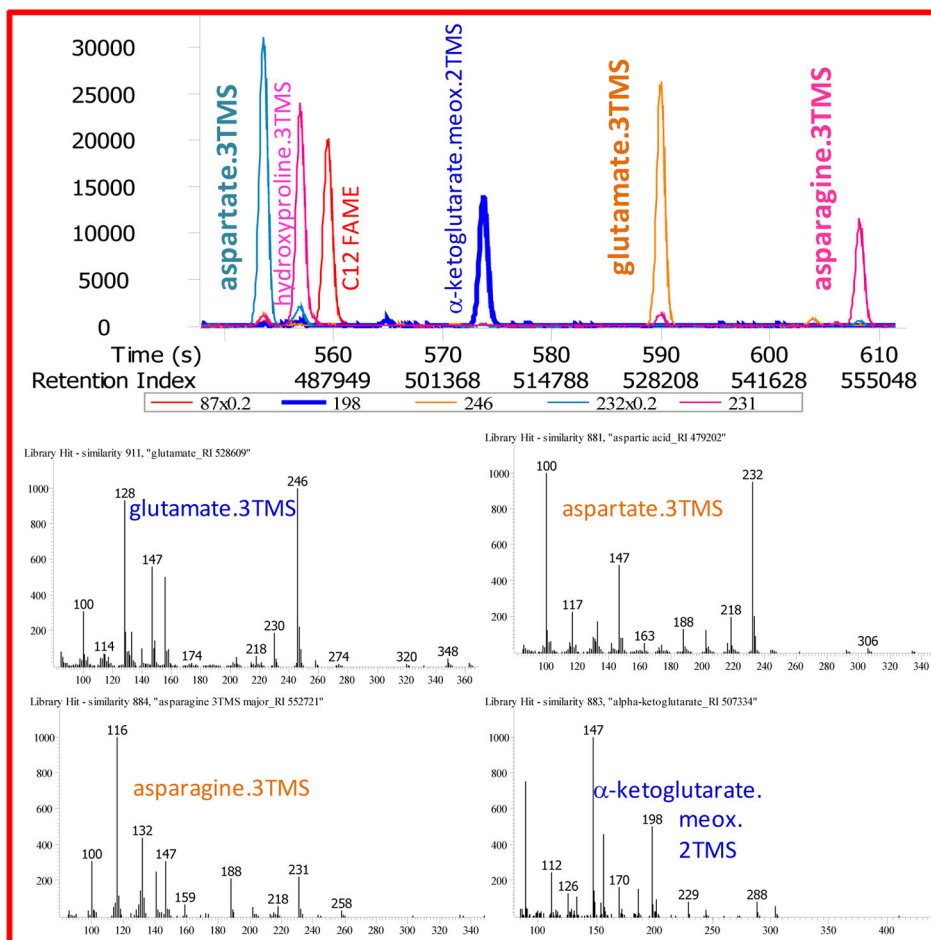 30000
25000
20000
15000
10000
5000
0
aspartate.3TMS
hydroxyproline.3TMS
C12 FAME
α-ketoglutarate.meox.2TMS
glutamate.3TMS
asparagine.3TMS
Time (s) 560 570 580 590 600 610
Retention Index 487949 501368 514788 528208 541628 555048
87x0.2 198 246 232x0.2 231
Library Hit - similarity 911, "glutamate_RI 528609"
glutamate.3TMS
1000
800
600
400
200
128
246
147
100
114
174
218
230
274
320
348
100 120 140 160 180 200 220 240 260 280 300 320 340 360
Library Hit - similarity 881, "aspartic acid_RI 479202"
aspartate.3TMS
1000
800
600
400
200
100
232
147
117
163
188
218
306
100 120 140 160 180 200 220 240 260 280 300 320 340
Library Hit - similarity 884, "asparagine 3TMS major_RI 552721"
asparagine.3TMS
1000
800
600
400
200
116
132
100
147
159
188
218
231
258
100 120 140 160 180 200 220 240 260 280 300 320 340
Library Hit - similarity 883, "alpha-ketoglutarate_RI 507334"
α-ketoglutarate.
meox.
2TMS
1000
800
600
400
200
147
198
112
126
170
229
288
100 150 200 250 300 350 400